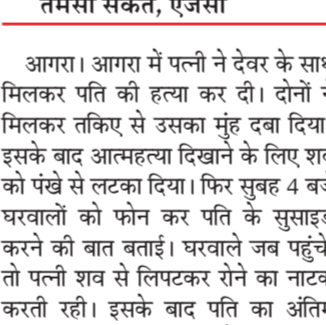 तमसा संकेत, एजेंसी
आगरा। आगरा में पत्नी ने देवर के साथ
मिलकर पति की हत्या कर दी। दोनों ने
मिलकर तकिए से उसका मुंह दबा दिया
इसके बाद आत्महत्या दिखाने के लिए शव
को पंखे से लटका दिया। फिर सुबह 4 बजे
घरवालों को फोन कर पति के सुसाइड
करने की बात बताई। घरवाले जब पहुंचे
तो पत्नी शव से लिपटकर रोने का नाटक
करती रही। इसके बाद पति का अंतिम